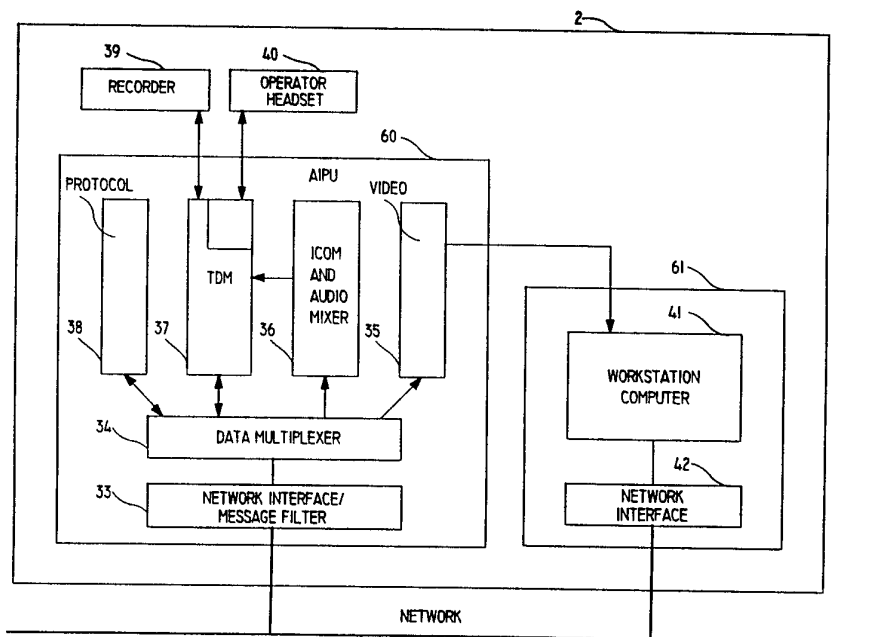 2
39
40
RECORDER
OPERATOR
HEADSET
60
AIPU
PROTOCOL
VIDEO
TDM
ICOM
AND
AUDIO
MIXER
61
41
38
37
36
35
WORKSTATION
COMPUTER
34
DATA MULTIPLEXER
42
33
NETWORK INTERFACE/
MESSAGE FILTER
NETWORK
INTERFACE
NETWORK